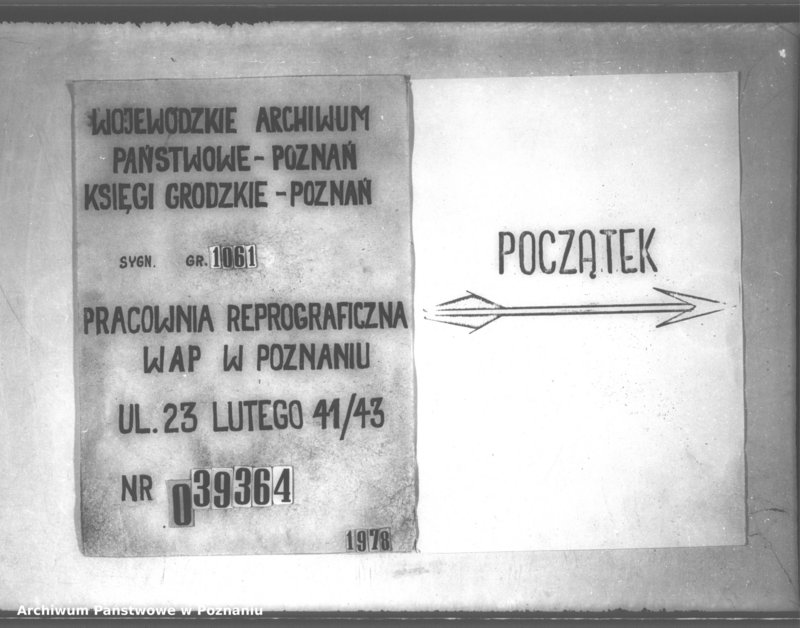 WOJEWÓDZKIE ARCHIWUM
PAŃSTWOWE - POZNAŃ
KSIĘGI GRODZKIE - POZNAŃ
SYGN. GR. 1061
PRACOWNIA REPROGRAFICZNA
WAP W POZNANIU
UL. 23 LUTEGO 41/43
NR 039364
1978
POCZĄTEK
Archiwum Państwowe w Poznaniu